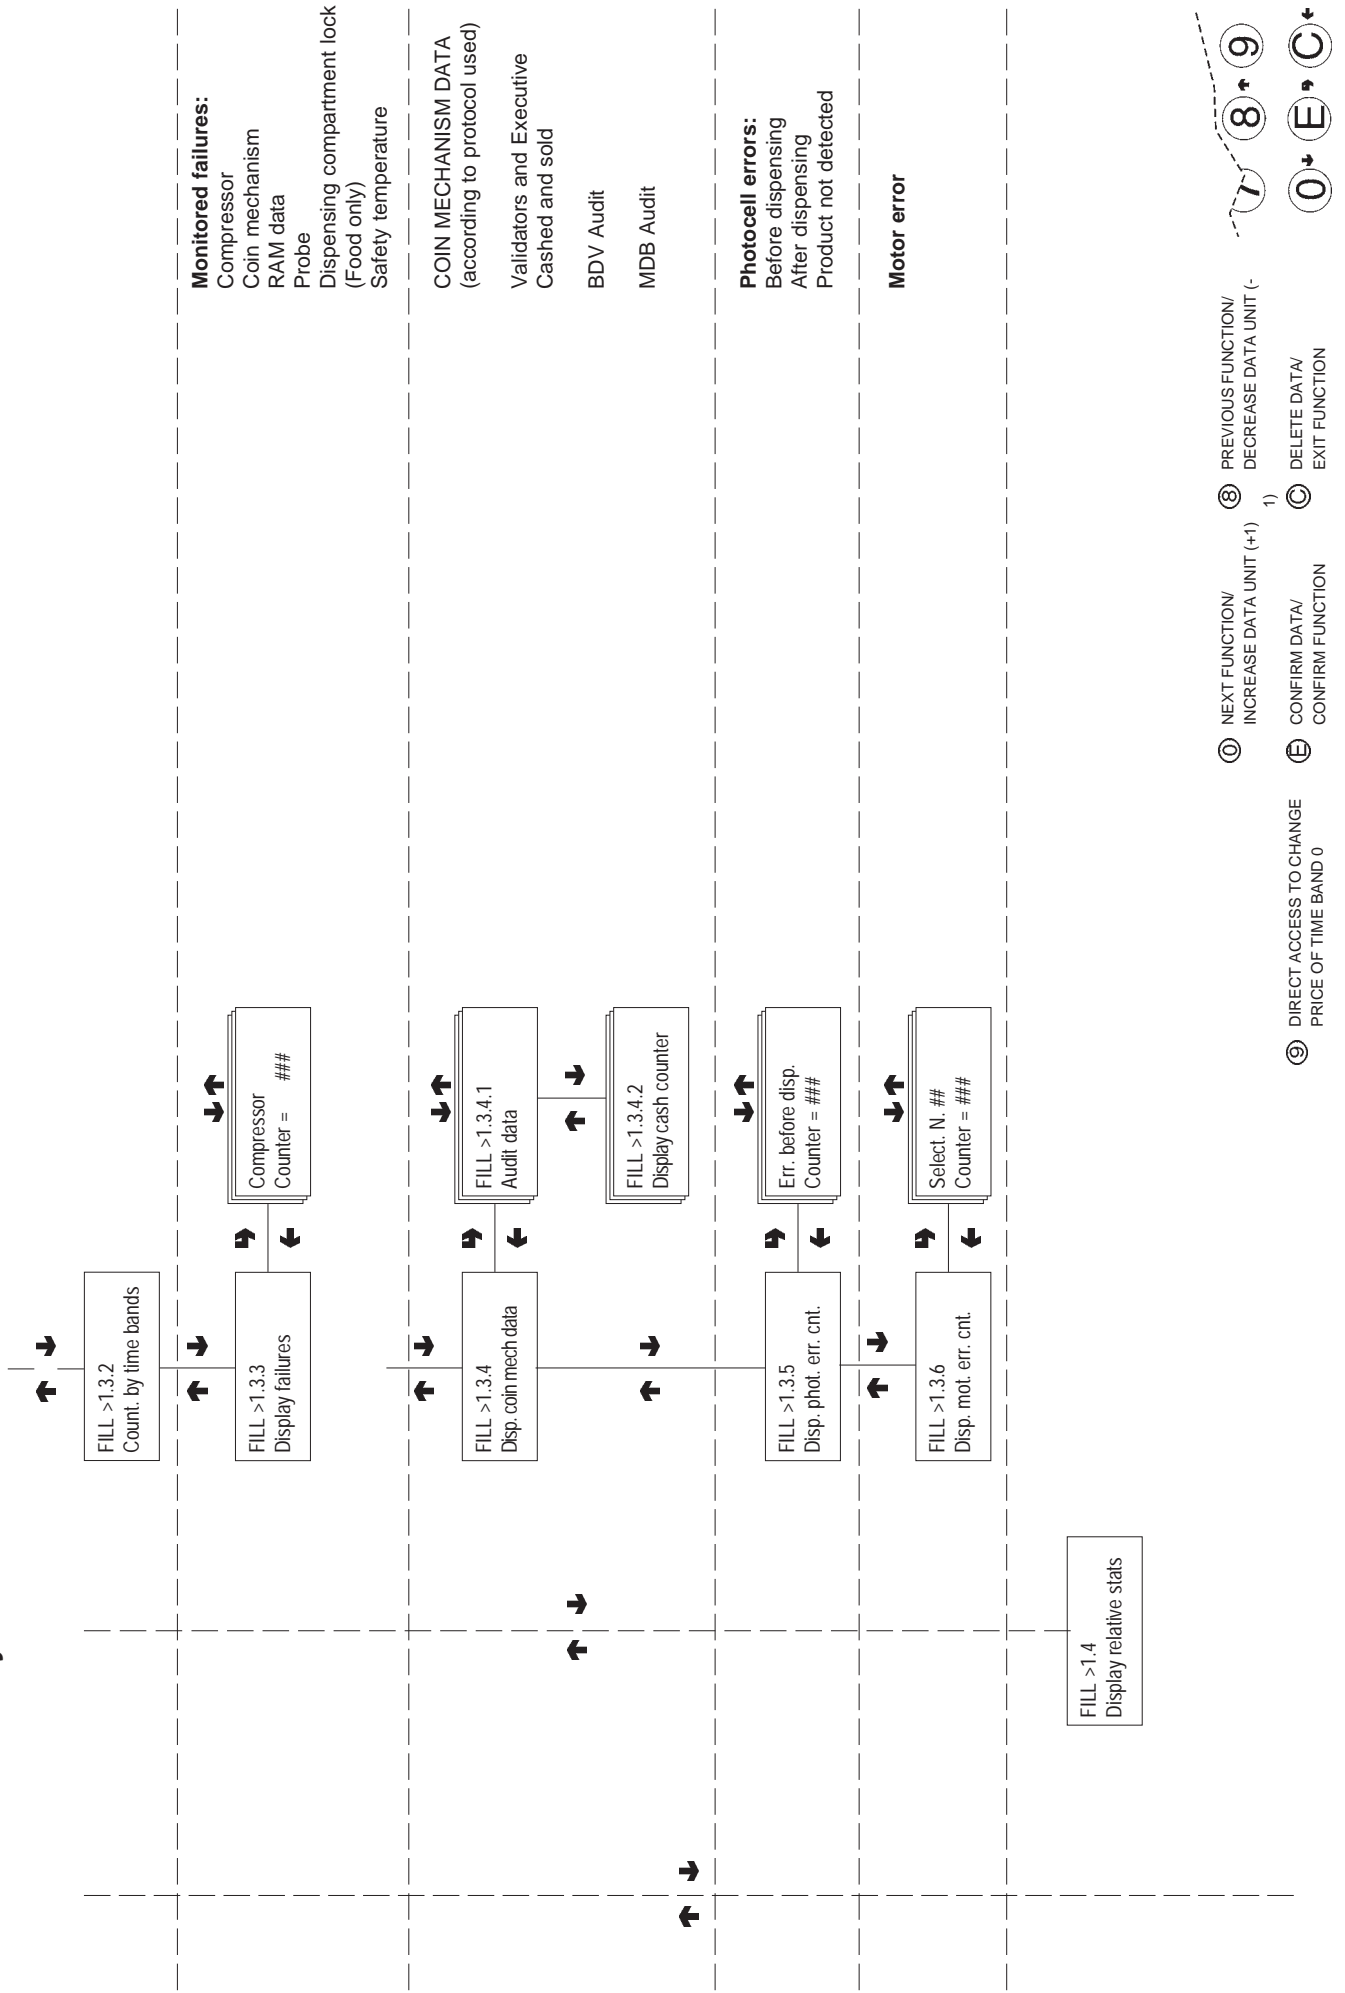 FILL >1.3.2
Count. by time bands
FILL >1.3.3
Display failures
Compressor
Counter = ###
Monitored failures:
Compressor
Coin mechanism
RAM data
Probe
Dispensing compartment lock
(Food only)
Safety temperature
FILL >1.3.4
Disp. coin mech data
FILL >1.3.4.1
Audit data
FILL >1.3.4.2
Display cash counter
COIN MECHANISM DATA
(according to protocol used)
Validators and Executive
Cashed and sold
BDV Audit
MDB Audit
FILL >1.3.5
Disp. phot. err. cnt.
Err. before disp.
Counter = ###
Photocell errors:
Before dispensing
After dispensing
Product not detected
FILL >1.3.6
Disp. mot. err. cnt.
Select. N. ##
Counter = ###
Motor error
FILL >1.4
Display relative stats
9 DIRECT ACCESS TO CHANGE
PRICE OF TIME BAND 0
0 NEXT FUNCTION/
INCREASE DATA UNIT (+1)
E CONFIRM DATA/
CONFIRM FUNCTION
8 PREVIOUS FUNCTION/
DECREASE DATA UNIT (-
1)
C DELETE DATA/
EXIT FUNCTION
7 8 9
0 E C